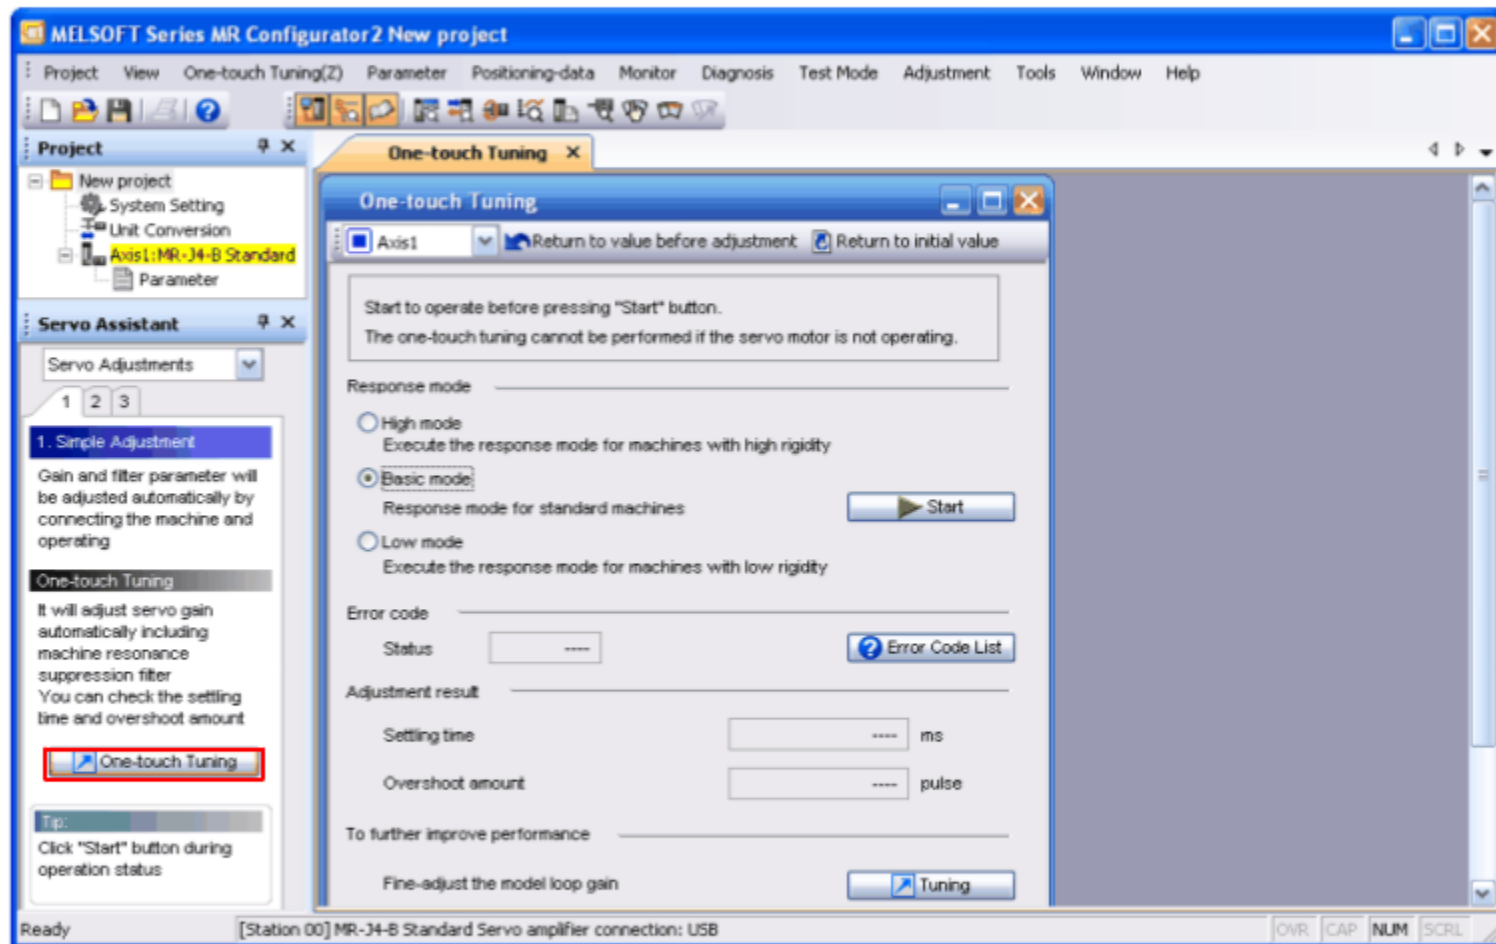 MELSOFT Series MR Configurator2 New project
Project View One-touch Tuning(Z) Parameter Positioning-data Monitor Diagnosis Test Mode Adjustment Tools Window Help
Project
New project
System Setting
Unit Conversion
Axis1:MR-J4-B Standard
Parameter
Servo Assistant
Servo Adjustments
1 2 3
1. Simple Adjustment
Gain and filter parameter will
be adjusted automatically by
connecting the machine and
operating
One-touch Tuning
It will adjust servo gain
automatically including
machine resonance
suppression filter
You can check the settling
time and overshoot amount
One-touch Tuning
Tip:
Click "Start" button during
operation status
One-touch Tuning
One-touch Tuning
Axis1 Return to value before adjustment Return to initial value
Start to operate before pressing "Start" button.
The one-touch tuning cannot be performed if the servo motor is not operating.
Response mode
High mode
Execute the response mode for machines with high rigidity
Basic mode
Response mode for standard machines
Start
Low mode
Execute the response mode for machines with low rigidity
Error code
Status ---- Error Code List
Adjustment result
Settling time ---- ms
Overshoot amount ---- pulse
To further improve performance
Fine-adjust the model loop gain Tuning
Ready [Station 00] MR-J4-B Standard Servo amplifier connection: USB OVR CAP NUM SCRL